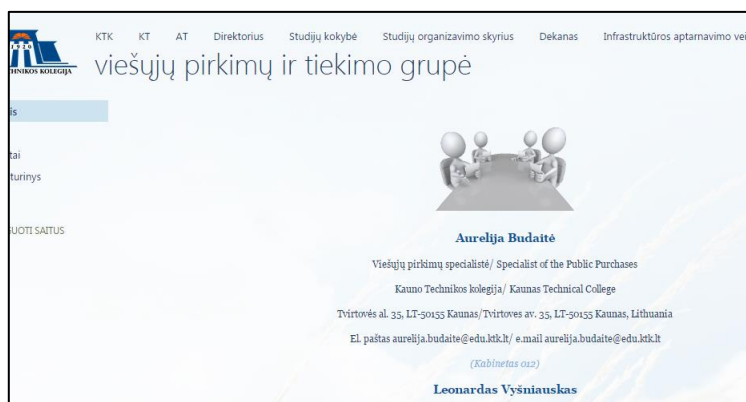 KTK KT AT Direktorius Studijų kokybė Studijų organizavimo skyrius Dekanas Infrastruktūros aptarnavimo vei
1920
HNIKOS KOLEGIJA
viešųjų pirkimų ir tiekimo grupė
is
tai
turinys
UOTI SAITUS
Aurelija Budaitė
Viešųjų pirkimų specialistė/ Specialist of the Public Purchases
Kauno Technikos kolegija/ Kaunas Technical College
Tvirtovės al. 35, LT-50155 Kaunas/Tvirtoves av. 35, LT-50155 Kaunas, Lithuania
El. paštas aurelija.budaite@edu.ktk.lt/ e.mail aurelija.budaite@edu.ktk.lt
(Kabinetas 012)
Leonardas Vyšniauskas